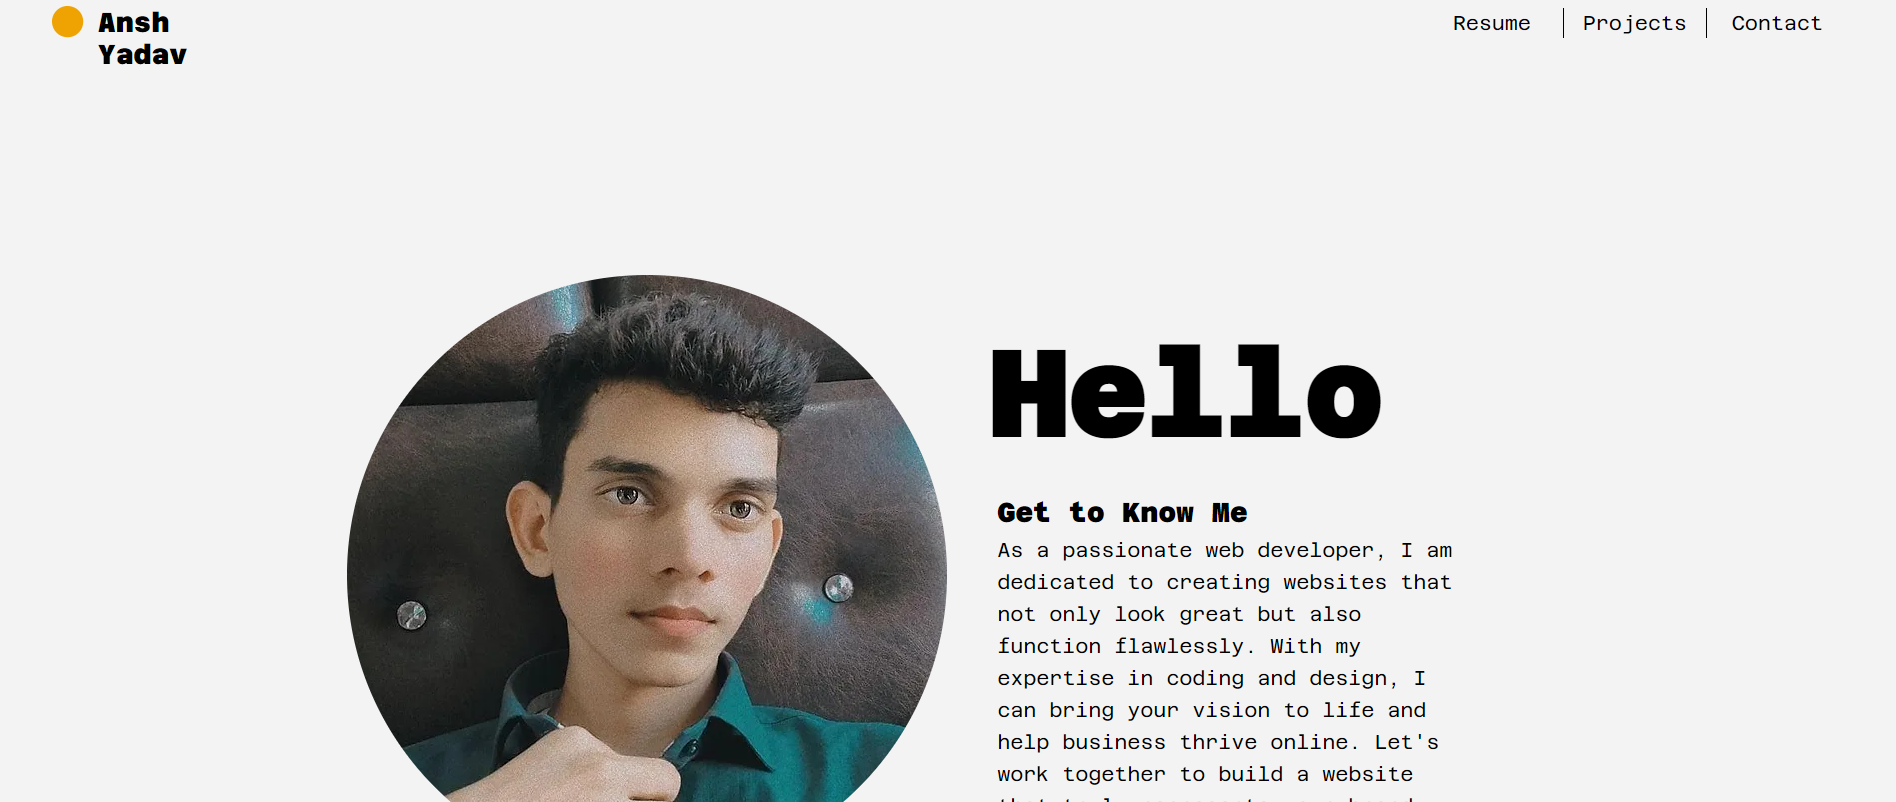 Ansh
Yadav
Resume
Projects
Contact
Hello
Get to Know Me
As a passionate web developer, I am
dedicated to creating websites that
not only look great but also
function flawlessly. With my
expertise in coding and design, I
can bring your vision to life and
help business thrive online. Let's
work together to build a website